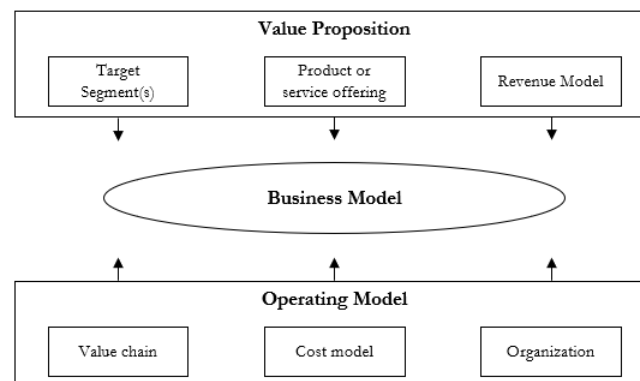 Value Proposition
Target
Segment(s)
Product or
service offering
Revenue Model
Business Model
Operating Model
Value chain
Cost model
Organization